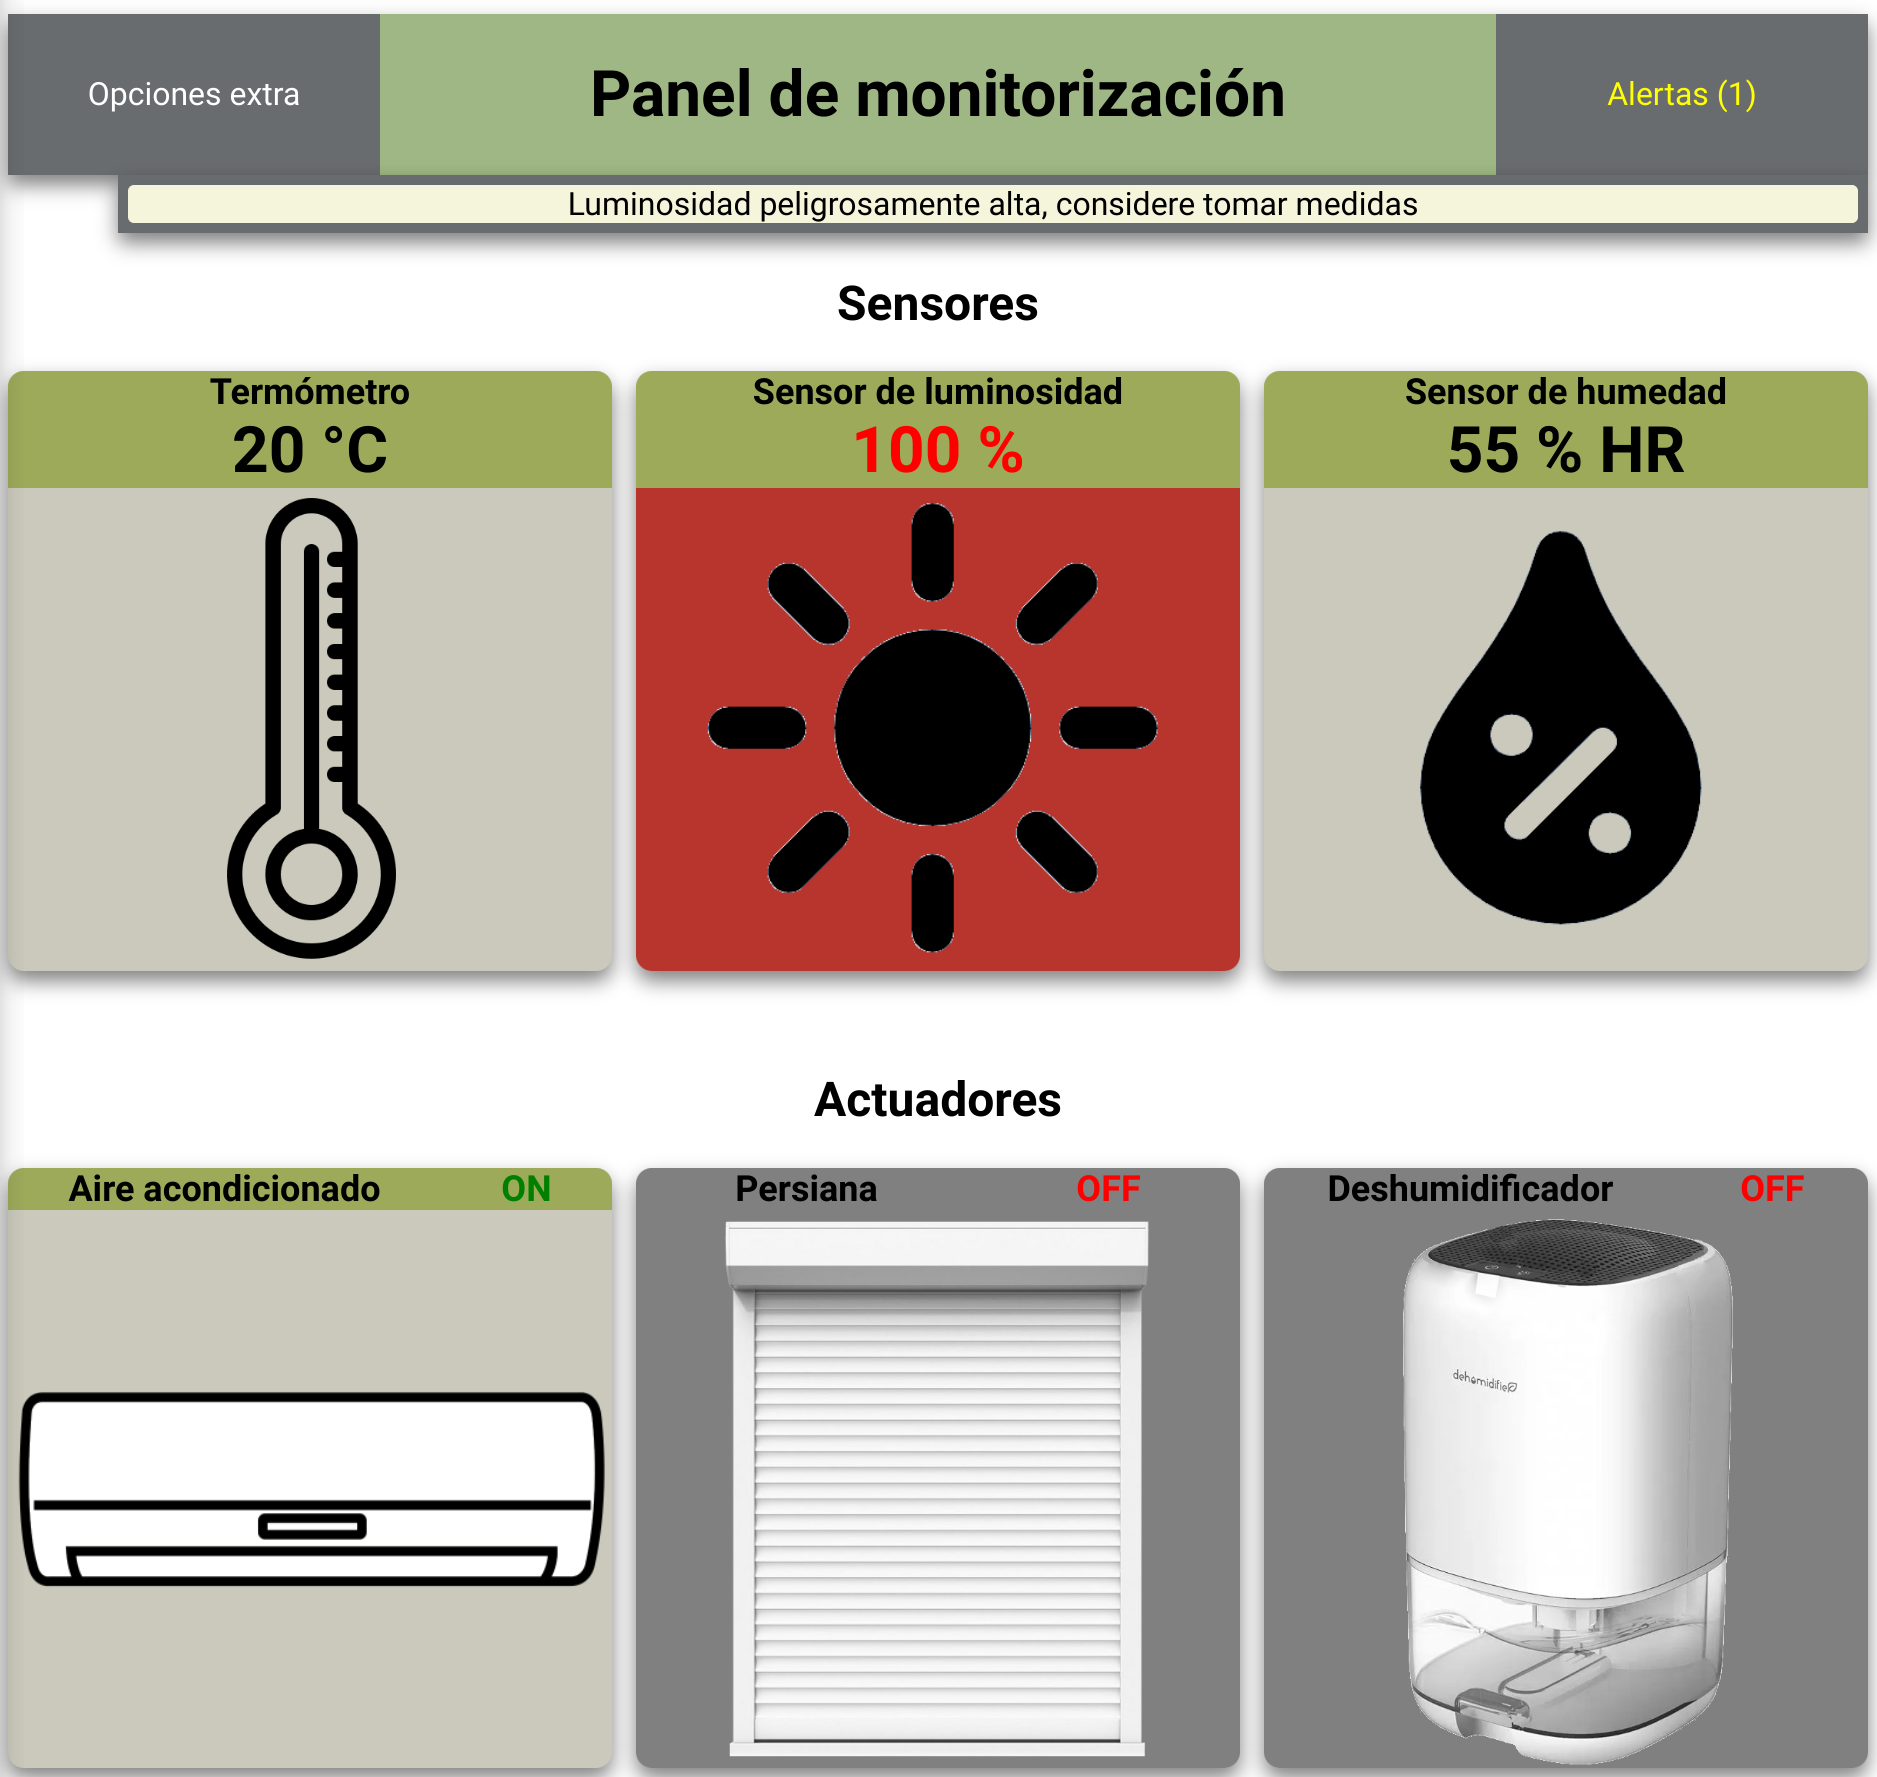 Opciones extra
Panel de monitorización
Alertas (1)
Luminosidad peligrosamente alta, considere tomar medidas
Sensores
Termómetro
20 °C
Sensor de luminosidad
100 %
Sensor de humedad
55 % HR
%
Actuadores
Aire acondicionado ON
Persiana OFF
Deshumidificador OFF
dehumidifier